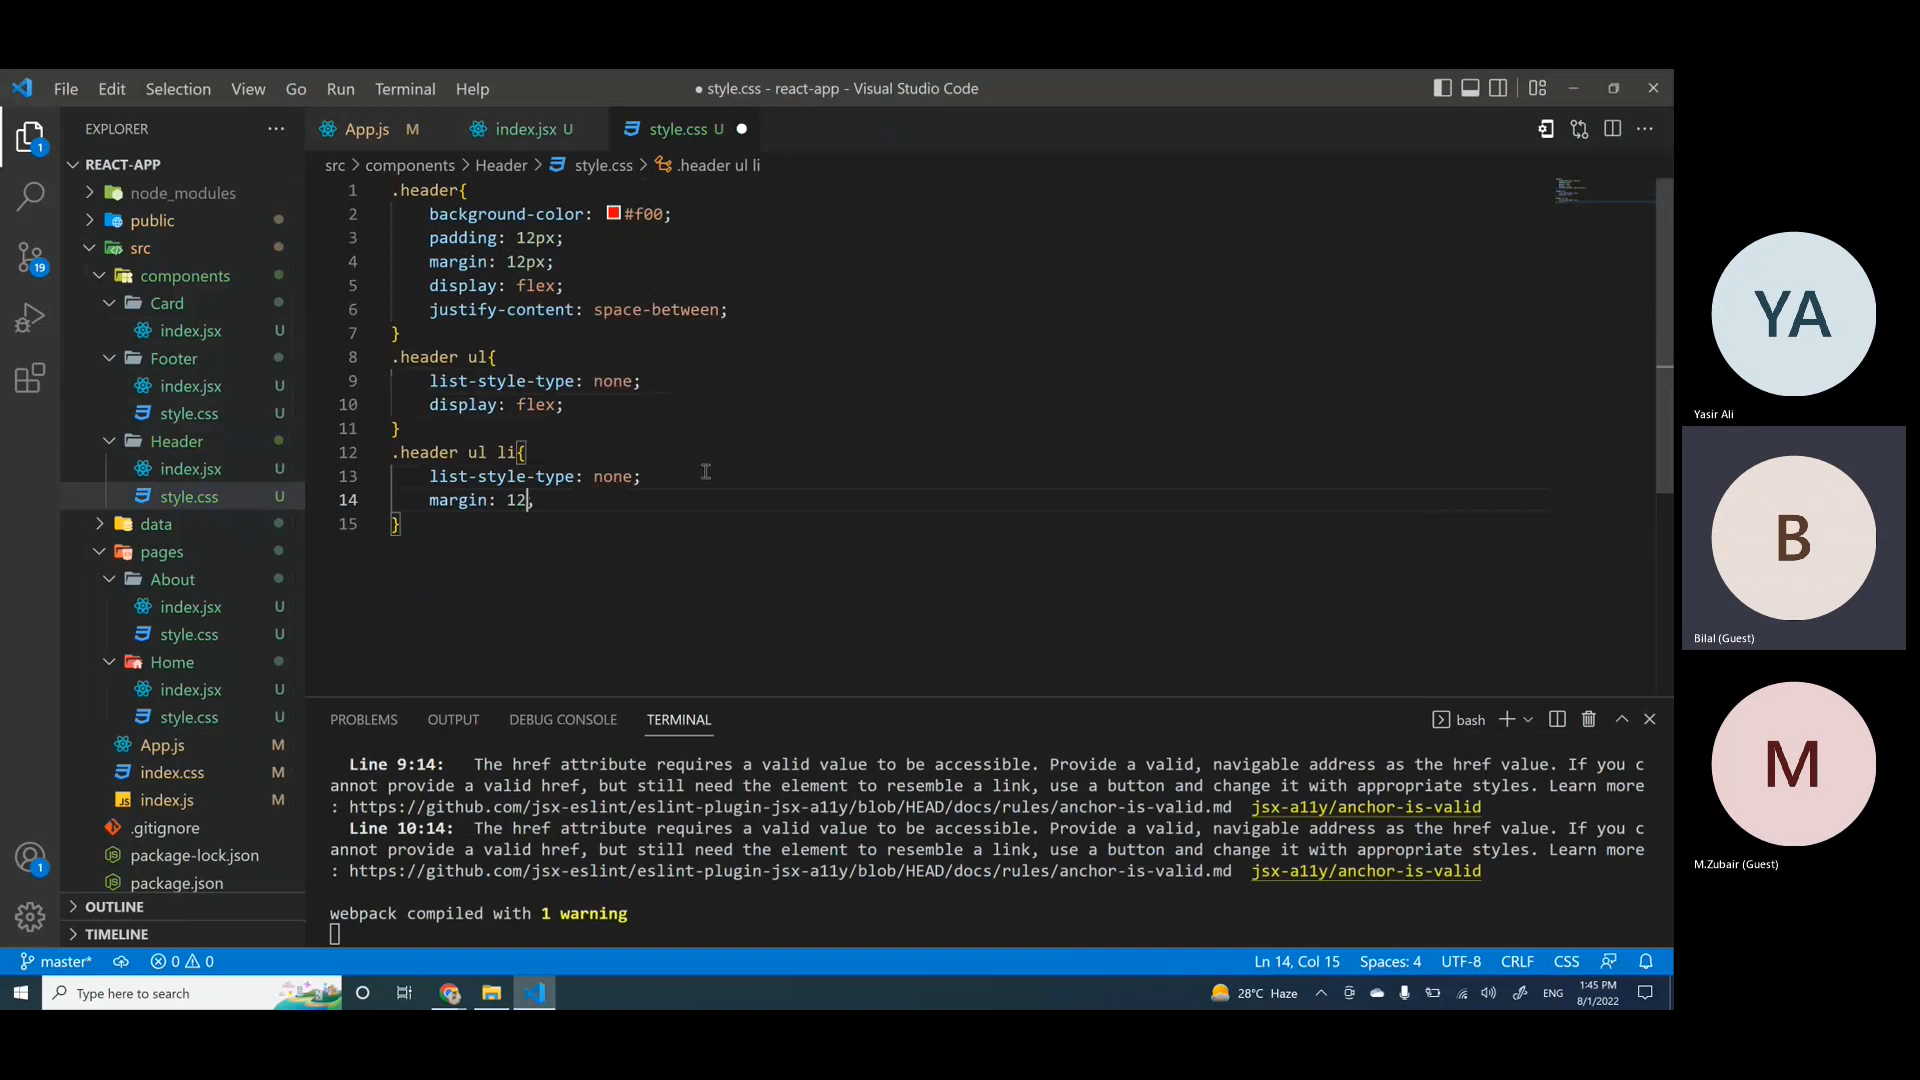 File Edit Selection View Go Run Terminal Help
● style.css - react-app - Visual Studio Code
EXPLORER
App.js M
index.jsx U
style.css U
src > components > Header > style.css > .header ul li
1
REACT-APP
node_modules
public
src
components
Card
index.jsx U
Footer
index.jsx U
style.css U
Header
index.jsx U
style.css U
data
pages
About
index.jsx U
style.css U
Home
index.jsx U
style.css U
App.js M
index.css M
JS index.js M
.gitignore
package-lock.json
package.json
OUTLINE
TIMELINE
19
1
1 .header{
2 background-color: #f00;
3 padding: 12px;
4 margin: 12px;
5 display: flex;
6 justify-content: space-between;
7 }
8 .header ul{
9 list-style-type: none;
10 display: flex;
11 }
12 .header ul li{
13 list-style-type: none;
14 margin: 12;
15 }
PROBLEMS OUTPUT DEBUG CONSOLE TERMINAL
bash
Line 9:14: The href attribute requires a valid value to be accessible. Provide a valid, navigable address as the href value. If you c
annot provide a valid href, but still need the element to resemble a link, use a button and change it with appropriate styles. Learn more
: https://github.com/jsx-eslint/eslint-plugin-jsx-a11y/blob/HEAD/docs/rules/anchor-is-valid.md jsx-a11y/anchor-is-valid
Line 10:14: The href attribute requires a valid value to be accessible. Provide a valid, navigable address as the href value. If you c
annot provide a valid href, but still need the element to resemble a link, use a button and change it with appropriate styles. Learn more
: https://github.com/jsx-eslint/eslint-plugin-jsx-a11y/blob/HEAD/docs/rules/anchor-is-valid.md jsx-a11y/anchor-is-valid
webpack compiled with 1 warning
master* 0 0
Ln 14, Col 15 Spaces: 4 UTF-8 CRLF CSS
Type here to search
28°C Haze
ENG
1:45 PM
8/1/2022
YA
Yasir Ali
B
Bilal (Guest)
M
M.Zubair (Guest)